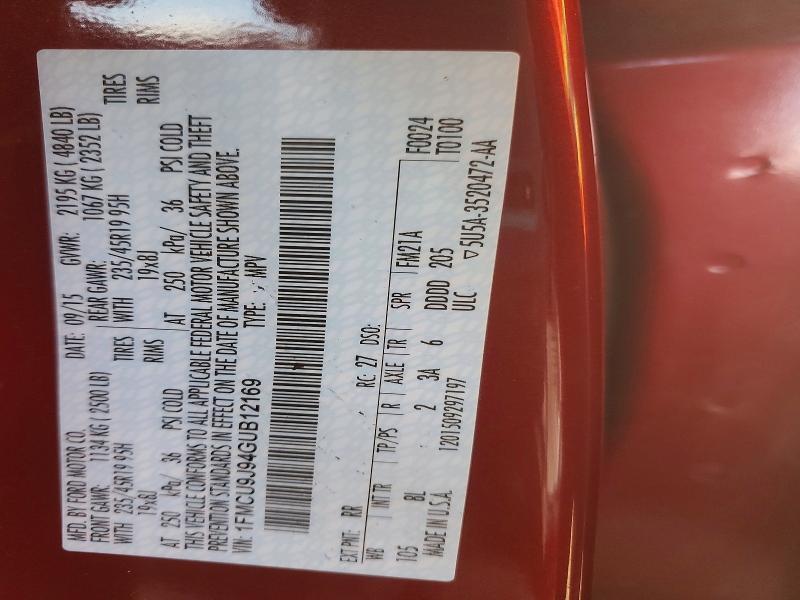 MFD. BY FORD MOTOR CO. DATE: 09/15 GVWR: 2195 KG ( 4840 LB)
FRONT GAWR: 1134 KG ( 2500 LB) REAR GAWR: 1067 KG ( 2352 LB)
WITH 235/45R19 95H TIRES WITH 235/45R19 95H TIRES
19x8J RIMS 19x8J RIMS
AT 250 kPa/ 36 PSI COLD AT 250 kPa/ 36 PSI COLD
THIS VEHICLE CONFORMS TO ALL APPLICABLE FEDERAL MOTOR VEHICLE SAFETY AND THEFT
PREVENTION STANDARDS IN EFFECT ON THE DATE OF MANUFACTURE SHOWN ABOVE.
VIN: 1FMCU9J94GUB12169 TYPE: MPV
EXT PNT: RR RC: 27 DSO: F0024
WB INT TR TP/PS R AXLE TR SPR FM21A T0100
105 BL 2 3A 6 DDDD 205
MADE IN U.S.A. 1201509297197 ULC ▽5U5A-3520472-AA